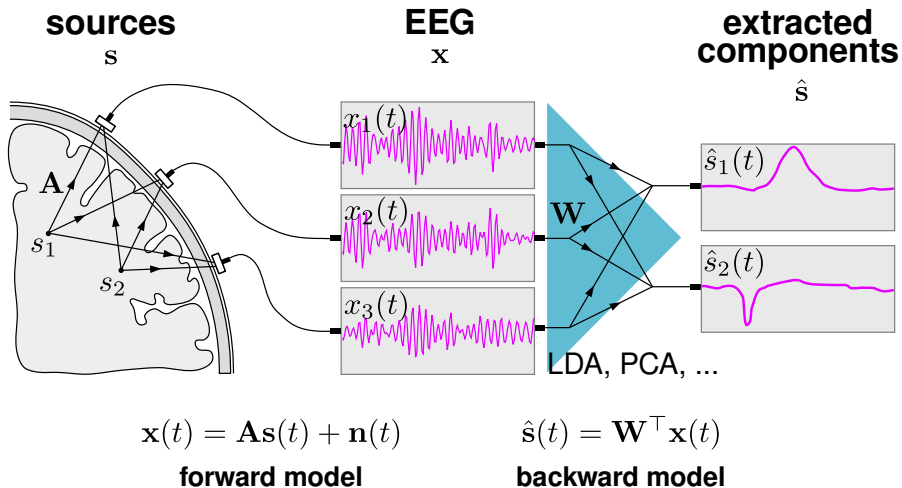 sources
s
EEG
x
extracted
components
ŝ
A
s₁
s₂
x₁(t)
x₂(t)
x₃(t)
W
ŝ₁(t)
ŝ₂(t)
LDA, PCA, ...
x(t) = As(t) + n(t)
forward model
ŝ(t) = W⊤x(t)
backward model